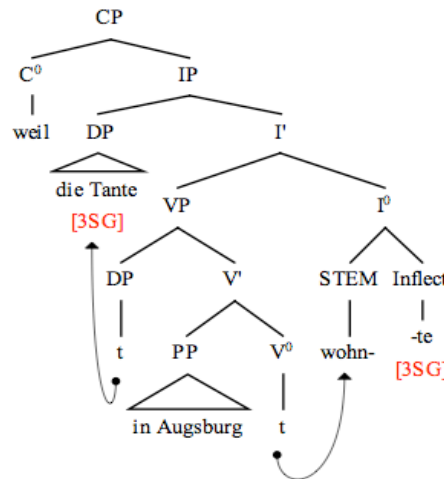 CP
C⁰ IP
weil DP I'
die Tante VP I⁰
[3SG]
DP V' STEM Inflect
t PP V⁰ wohn- -te
[3SG]
in Augsburg t